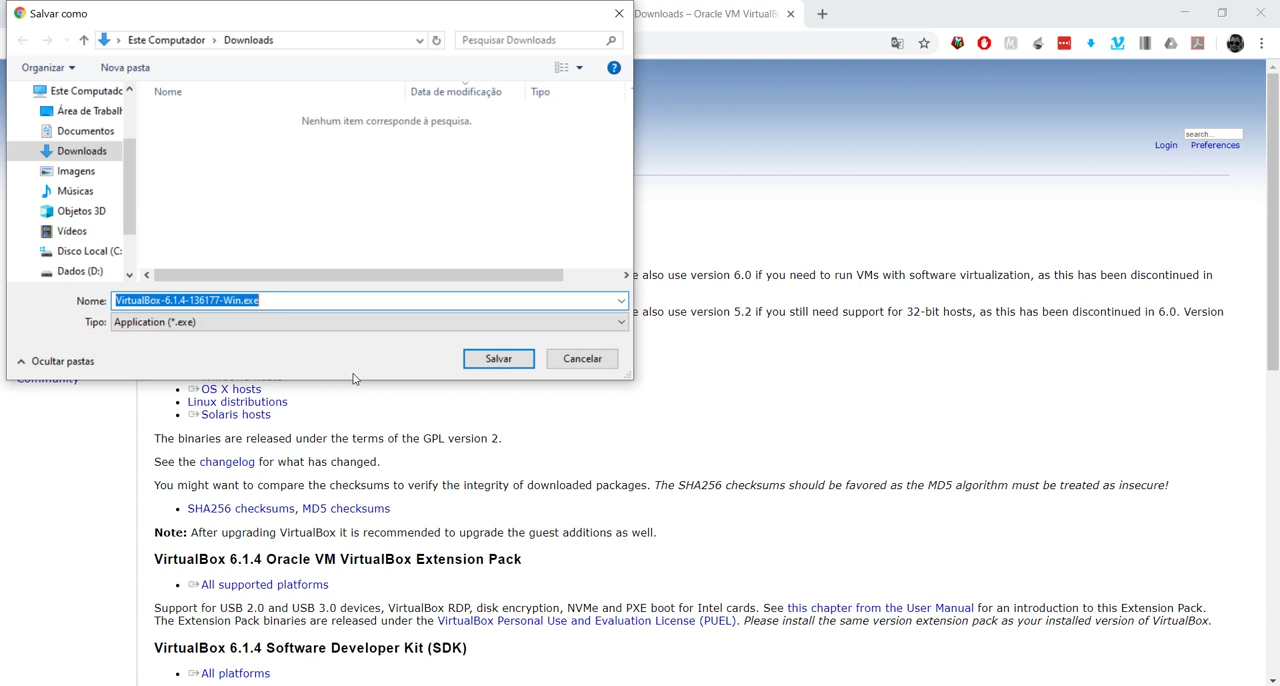 Salvar como
Downloads – Oracle VM VirtualB
Este Computador
Downloads
Pesquisar Downloads
Organizar
Nova pasta
Este Computadc
Área de Trabalh
Documentos
Downloads
Imagens
Músicas
Objetos 3D
Vídeos
Disco Local (C:
Dados (D:)
Nome
Data de modificação
Tipo
Nenhum item corresponde à pesquisa.
Nome: VirtualBox-6.1.4-136177-Win.exe
Tipo: Application (*.exe)
Ocultar pastas
Salvar
Cancelar
search...
Login Preferences
e also use version 6.0 if you need to run VMs with software virtualization, as this has been discontinued in
e also use version 5.2 if you still need support for 32-bit hosts, as this has been discontinued in 6.0. Version
Community
OS X hosts
Linux distributions
Solaris hosts
The binaries are released under the terms of the GPL version 2.
See the changelog for what has changed.
You might want to compare the checksums to verify the integrity of downloaded packages. The SHA256 checksums should be favored as the MD5 algorithm must be treated as insecure!
SHA256 checksums, MD5 checksums
Note: After upgrading VirtualBox it is recommended to upgrade the guest additions as well.
VirtualBox 6.1.4 Oracle VM VirtualBox Extension Pack
All supported platforms
Support for USB 2.0 and USB 3.0 devices, VirtualBox RDP, disk encryption, NVMe and PXE boot for Intel cards. See this chapter from the User Manual for an introduction to this Extension Pack.
The Extension Pack binaries are released under the VirtualBox Personal Use and Evaluation License (PUEL). Please install the same version extension pack as your installed version of VirtualBox.
VirtualBox 6.1.4 Software Developer Kit (SDK)
All platforms